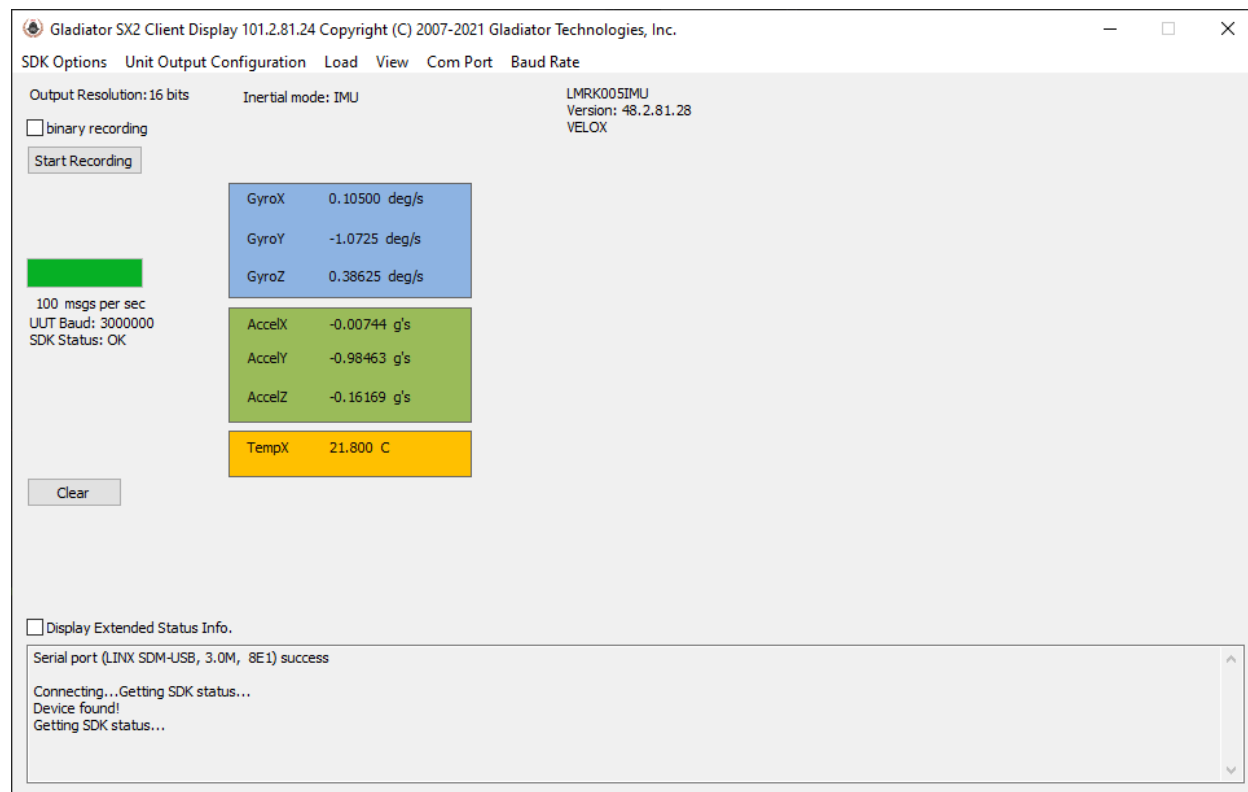 Gladiator SX2 Client Display 101.2.81.24 Copyright (C) 2007-2021 Gladiator Technologies, Inc.
SDK Options Unit Output Configuration Load View Com Port Baud Rate
Output Resolution: 16 bits
Inertial mode: IMU
LMRK005IMU
Version: 48.2.81.28
VELOX
binary recording
Start Recording
GyroX 0.10500 deg/s
GyroY -1.0725 deg/s
GyroZ 0.38625 deg/s
100 msgs per sec
UUT Baud: 3000000
SDK Status: OK
AccelX -0.00744 g's
AccelY -0.98463 g's
AccelZ -0.16169 g's
TempX 21.800 C
Clear
Display Extended Status Info.
Serial port (LINX SDM-USB, 3.0M, 8E1) success
Connecting...Getting SDK status...
Device found!
Getting SDK status...